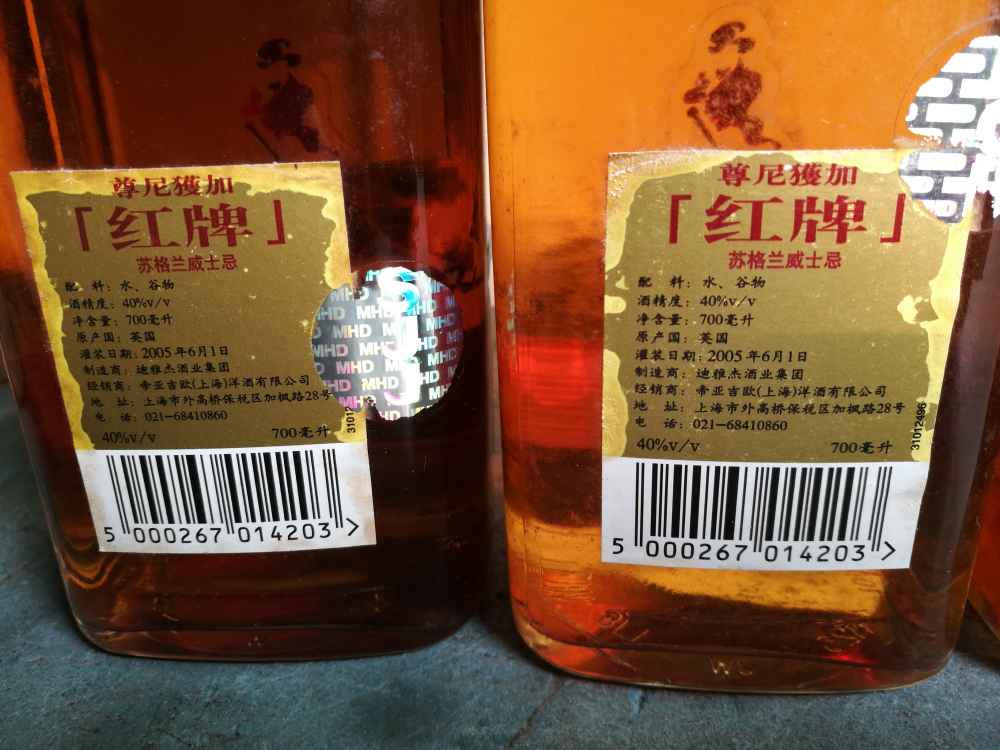 尊尼獲加
「红牌」
苏格兰威士忌
配 料: 水、谷物
酒精度: 40%v/v
净含量: 700毫升
原产国: 英国
灌装日期: 2005年6月1日
制造商: 迪雅杰酒业集团
经销商: 帝亚吉欧(上海)洋酒有限公司
地 址: 上海市外高桥保税区加枫路28号
电 话: 021-68410860
40%v/v 700毫升
31012
5 000267 014203 >
MHD MHD
MHD MHD MHD
MHD MHD
尊尼獲加
「红牌」
苏格兰威士忌
配 料: 水、谷物
酒精度: 40%v/v
净含量: 700毫升
原产国: 英国
灌装日期: 2005年6月1日
制造商: 迪雅杰酒业集团
经销商: 帝亚吉欧(上海)洋酒有限公司
地 址: 上海市外高桥保税区加枫路28号
电 话: 021-68410860
40%v/v 700毫升
31012496
5 000267 014203 >